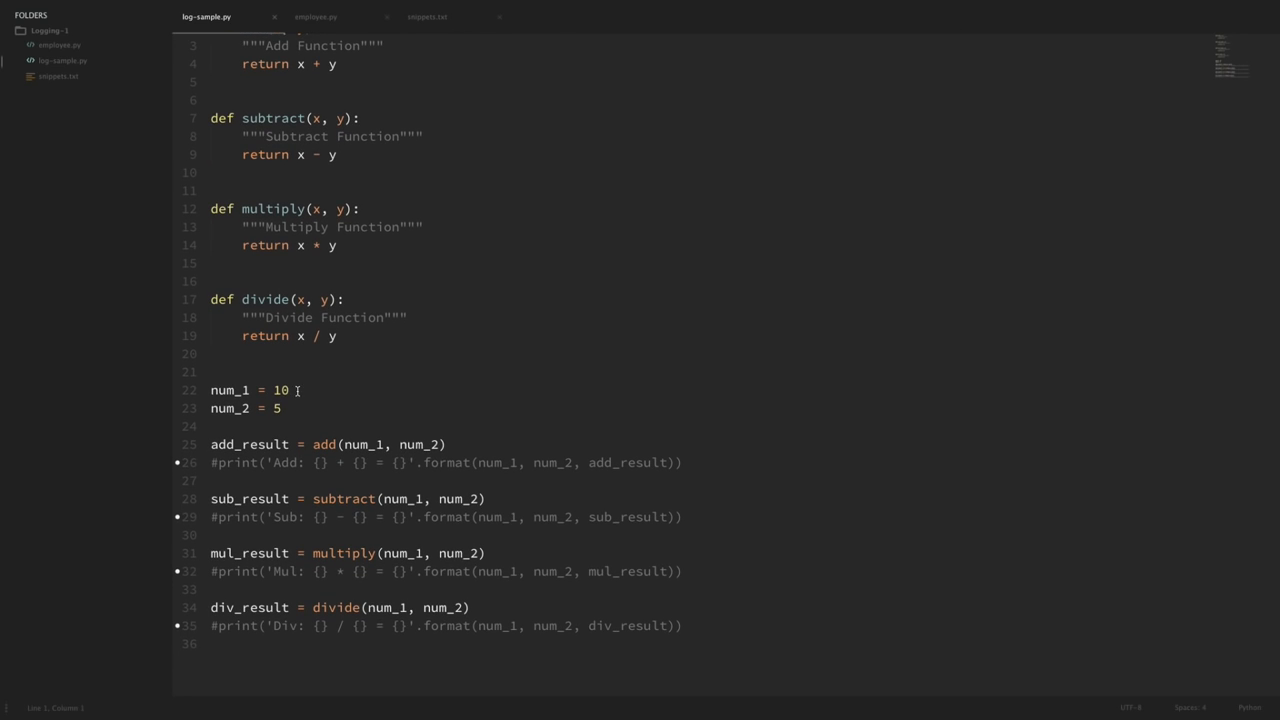 FOLDERS
Logging-1
employee.py
log-sample.py
snippets.txt
log-sample.py × employee.py × snippets.txt ×
3 """Add Function"""
4 return x + y
5
6
7 def subtract(x, y):
8 """Subtract Function"""
9 return x - y
10
11
12 def multiply(x, y):
13 """Multiply Function"""
14 return x * y
15
16
17 def divide(x, y):
18 """Divide Function"""
19 return x / y
20
21
22 num_1 = 10
23 num_2 = 5
24
25 add_result = add(num_1, num_2)
26 #print('Add: {} + {} = {}'.format(num_1, num_2, add_result))
27
28 sub_result = subtract(num_1, num_2)
29 #print('Sub: {} - {} = {}'.format(num_1, num_2, sub_result))
30
31 mul_result = multiply(num_1, num_2)
32 #print('Mul: {} * {} = {}'.format(num_1, num_2, mul_result))
33
34 div_result = divide(num_1, num_2)
35 #print('Div: {} / {} = {}'.format(num_1, num_2, div_result))
36
Line 1, Column 1 UTF-8 Spaces: 4 Python